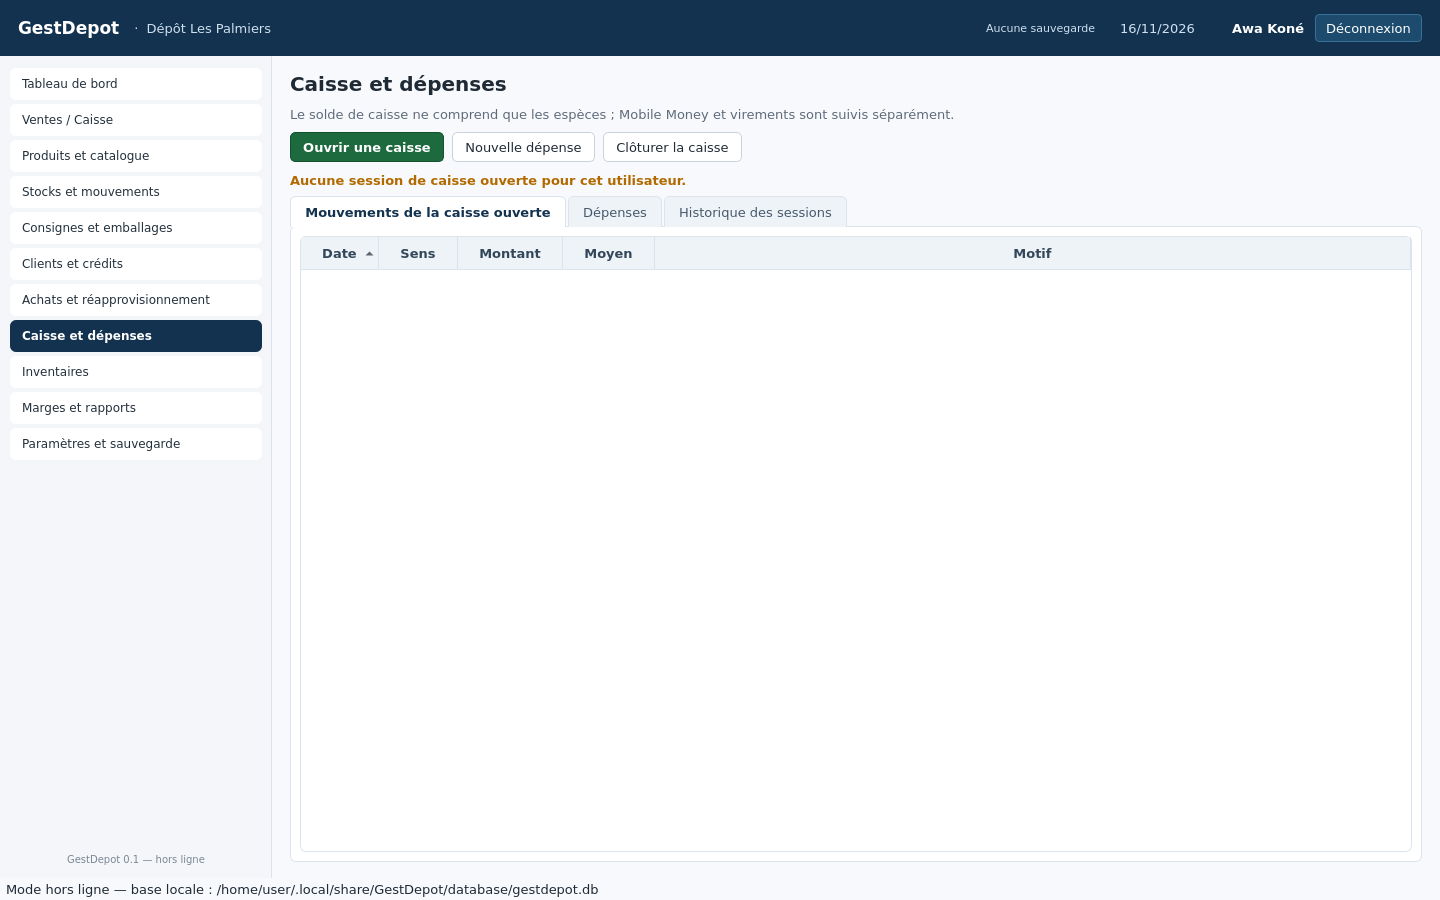 GestDepot · Dépôt Les Palmiers Aucune sauvegarde 16/11/2026 Awa Koné Déconnexion
Tableau de bord
Ventes / Caisse
Produits et catalogue
Stocks et mouvements
Consignes et emballages
Clients et crédits
Achats et réapprovisionnement
Caisse et dépenses
Inventaires
Marges et rapports
Paramètres et sauvegarde
GestDepot 0.1 — hors ligne
Caisse et dépenses
Le solde de caisse ne comprend que les espèces ; Mobile Money et virements sont suivis séparément.
Ouvrir une caisse Nouvelle dépense Clôturer la caisse
Aucune session de caisse ouverte pour cet utilisateur.
Mouvements de la caisse ouverte Dépenses Historique des sessions
Date Sens Montant Moyen Motif
Mode hors ligne — base locale : /home/user/.local/share/GestDepot/database/gestdepot.db